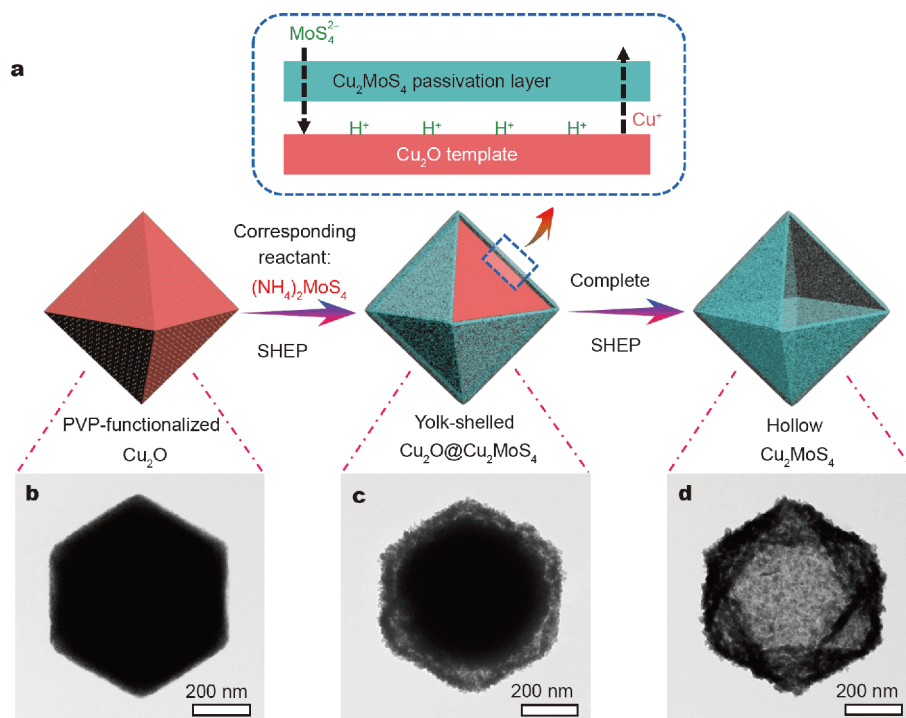 a
MoS₄²⁻
Cu₂MoS₄ passivation layer
H⁺ H⁺ H⁺ H⁺ Cu⁺
Cu₂O template
Corresponding
reactant:
(NH₄)₂MoS₄
SHEP
Complete
SHEP
PVP-functionalized
Cu₂O
Yolk-shelled
Cu₂O@Cu₂MoS₄
Hollow
Cu₂MoS₄
b
200 nm
c
200 nm
d
200 nm